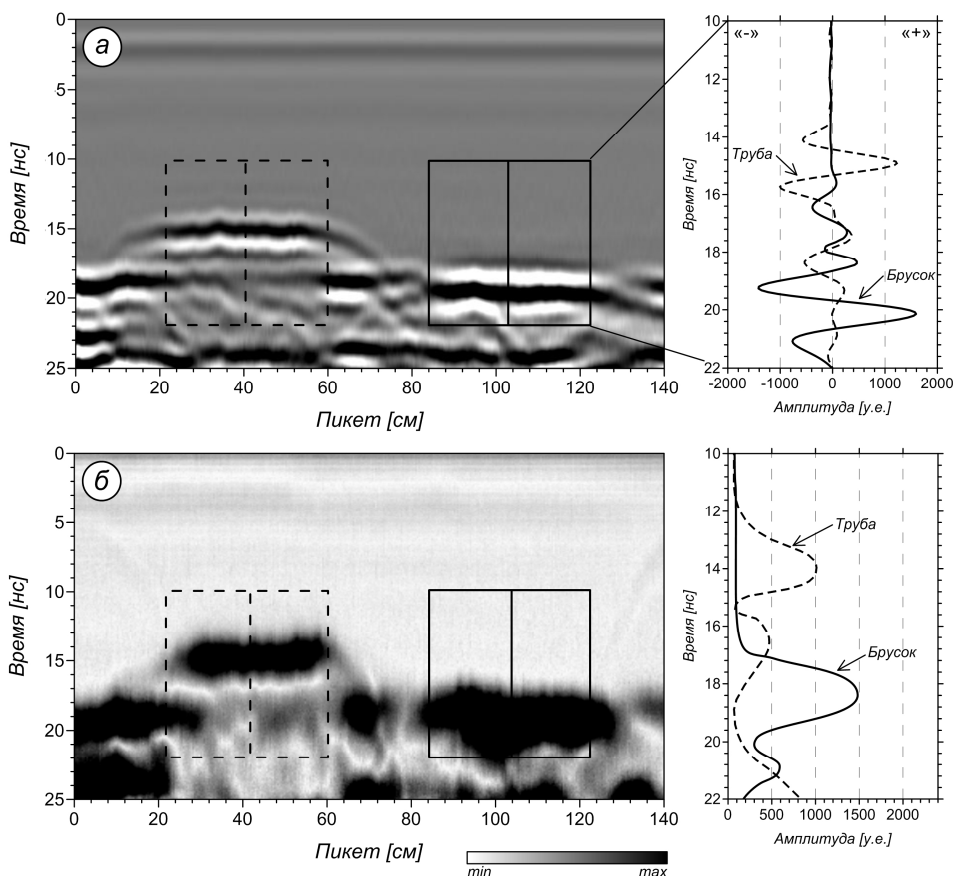 а
0
5
10
15
20
25
Время [нс]
0 20 40 60 80 100 120 140
Пикет [см]
«-» «+»
10
12
14
16
18
20
22
Время [нс]
Труба
Брусок
-2000 -1000 0 1000 2000
Амплитуда [у.е.]
б
0
5
10
15
20
25
Время [нс]
0 20 40 60 80 100 120 140
Пикет [см]
min max
10
12
14
16
18
20
22
Время [нс]
Труба
Брусок
0 500 1000 1500 2000
Амплитуда [у.е.]